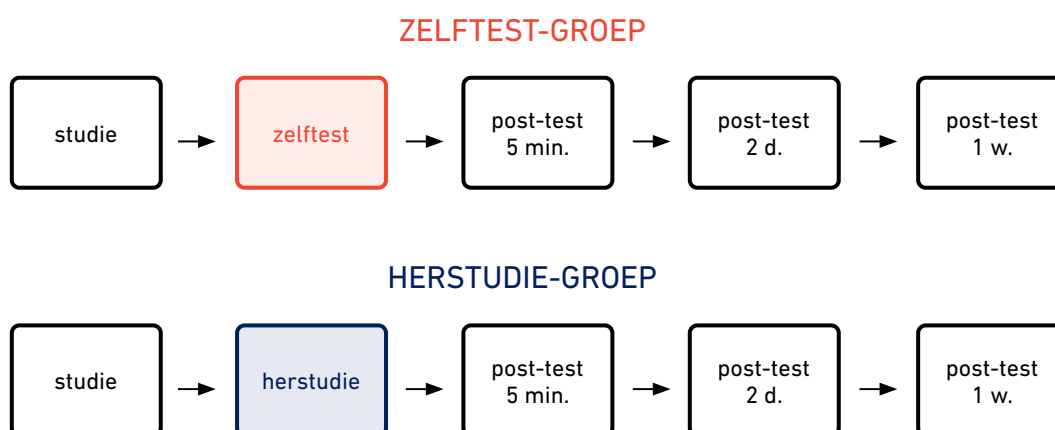 ZELFTEST-GROEP
studie
zelftest
post-test
5 min.
post-test
2 d.
post-test
1 w.
HERSTUDIE-GROEP
studie
herstudie
post-test
5 min.
post-test
2 d.
post-test
1 w.